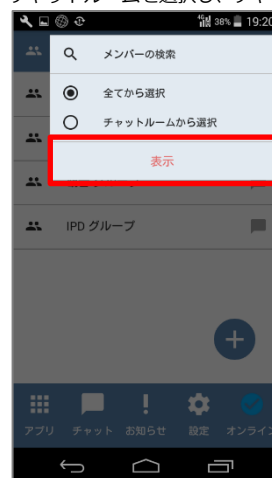 チャットルームを選択し、チャ
38% 19:20
メンバーの検索
全てから選択
チャットルームから選択
表示
IPD グループ
アプリ チャット お知らせ 設定 オンライン